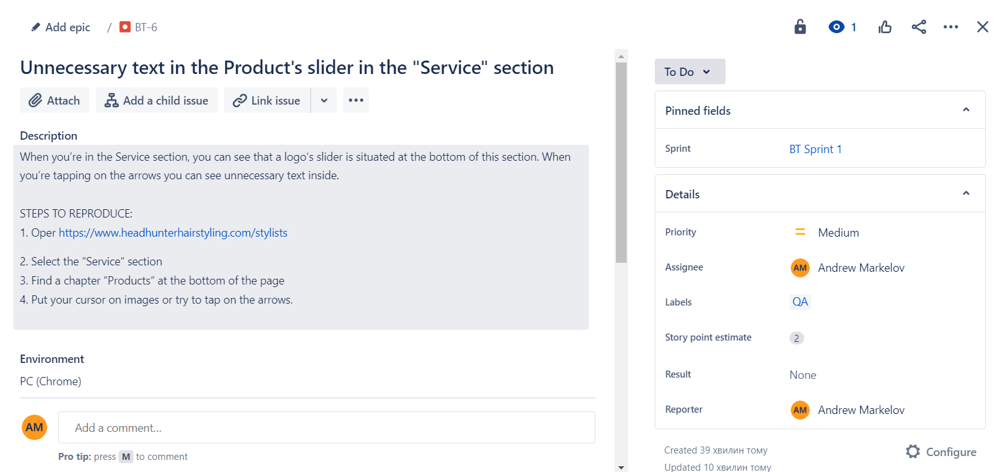 Add epic / BT-6
1
Unnecessary text in the Product's slider in the "Service" section
Attach Add a child issue Link issue
Description
When you’re in the Service section, you can see that a logo's slider is situated at the bottom of this section. When
you’re tapping on the arrows you can see unnecessary text inside.
STEPS TO REPRODUCE:
1. Oper https://www.headhunterhairstyling.com/stylists
2. Select the “Service” section
3. Find a chapter “Products” at the bottom of the page
4. Put your cursor on images or try to tap on the arrows.
Environment
PC (Chrome)
AM
Add a comment…
Pro tip: press M to comment
To Do
Pinned fields
Sprint BT Sprint 1
Details
Priority Medium
Assignee AM Andrew Markelov
Labels QA
Story point estimate 2
Result None
Reporter AM Andrew Markelov
Created 39 хвилин тому
Configure
Updated 10 хвилин тому